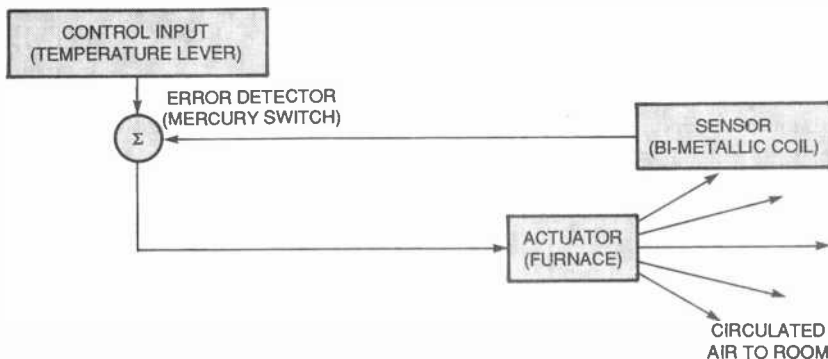 CONTROL INPUT
(TEMPERATURE LEVER)
ERROR DETECTOR
(MERCURY SWITCH)
Σ
SENSOR
(BI-METALLIC COIL)
ACTUATOR
(FURNACE)
CIRCULATED
AIR TO ROOM